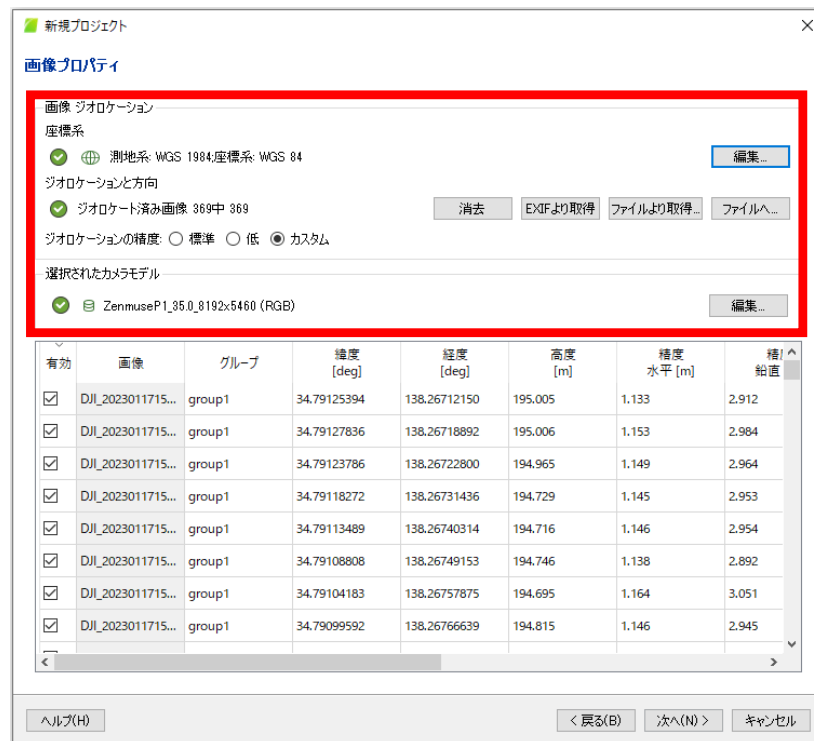 新規プロジェクト
画像プロパティ
画像 ジオロケーション
座標系
測地系: WGS 1984;座標系: WGS 84 編集...
ジオロケーションと方向
ジオロケート済み画像 369中 369 消去 EXIFより取得 ファイルより取得... ファイルへ...
ジオロケーションの精度: 標準 低 カスタム
選択されたカメラモデル
ZenmuseP1_35.0_8192x5460 (RGB) 編集...
有効 画像 グループ 緯度 [deg] 経度 [deg] 高度 [m] 精度 水平 [m] 精 鉛直
DJI_2023011715... group1 34.79125394 138.26712150 195.005 1.133 2.912
DJI_2023011715... group1 34.79127836 138.26718892 195.006 1.153 2.984
DJI_2023011715... group1 34.79123786 138.26722800 194.965 1.149 2.964
DJI_2023011715... group1 34.79118272 138.26731436 194.729 1.145 2.953
DJI_2023011715... group1 34.79113489 138.26740314 194.716 1.146 2.954
DJI_2023011715... group1 34.79108808 138.26749153 194.746 1.138 2.892
DJI_2023011715... group1 34.79104183 138.26757875 194.695 1.164 3.051
DJI_2023011715... group1 34.79099592 138.26766639 194.815 1.146 2.945
ヘルプ(H) < 戻る(B) 次へ(N) > キャンセル